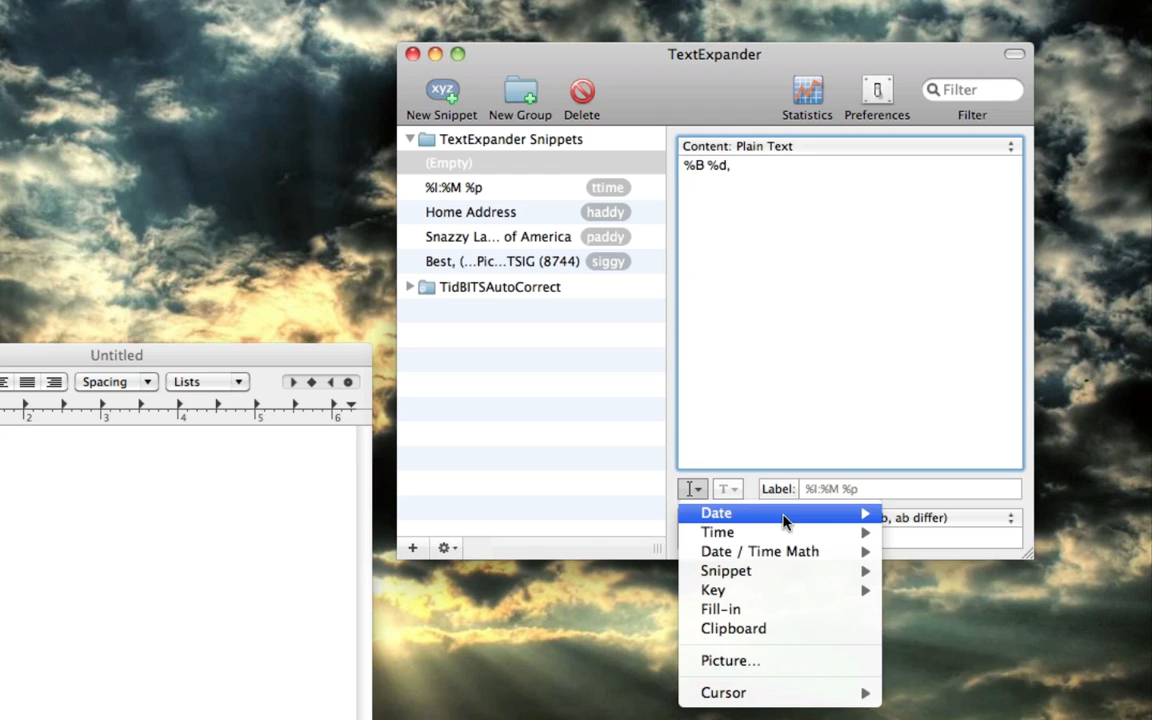 TextExpander
New Snippet
New Group
Delete
Statistics
Preferences
Filter
Filter
xyz
TextExpander Snippets
(Empty)
%I:%M %p ttime
Home Address haddy
Snazzy La... of America paddy
Best, (...Pic...TSIG (8744) siggy
TidBITSAutoCorrect
Content: Plain Text
%B %d,
Label: %I:%M %p
b, ab differ)
Date
Time
Date / Time Math
Snippet
Key
Fill-in
Clipboard
Picture...
Cursor
Untitled
Spacing
Lists
2 3 4 5 6